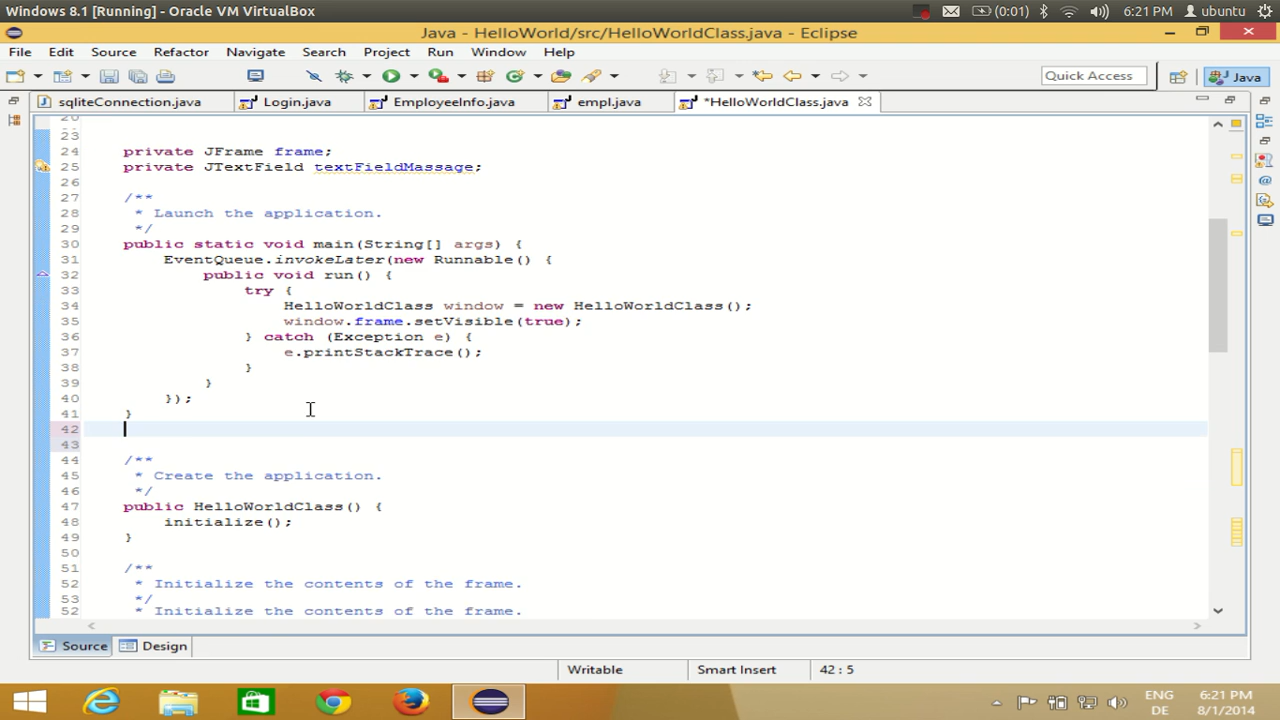 Windows 8.1 [Running] - Oracle VM VirtualBox
(0:01) 6:21 PM ubuntu
Java - HelloWorld/src/HelloWorldClass.java - Eclipse
File Edit Source Refactor Navigate Search Project Run Window Help
Quick Access Java
sqliteConnection.java Login.java EmployeeInfo.java empl.java *HelloWorldClass.java
20
23
24 private JFrame frame;
25 private JTextField textFieldMassage;
26
27 /**
28 * Launch the application.
29 */
30 public static void main(String[] args) {
31 EventQueue.invokeLater(new Runnable() {
32 public void run() {
33 try {
34 HelloWorldClass window = new HelloWorldClass();
35 window.frame.setVisible(true);
36 } catch (Exception e) {
37 e.printStackTrace();
38 }
39 }
40 });
41 }
42
43
44 /**
45 * Create the application.
46 */
47 public HelloWorldClass() {
48 initialize();
49 }
50
51 /**
52 * Initialize the contents of the frame.
53 */
52 * Initialize the contents of the frame.
Source Design
Writable Smart Insert 42 : 5
ENG 6:21 PM
DE 8/1/2014